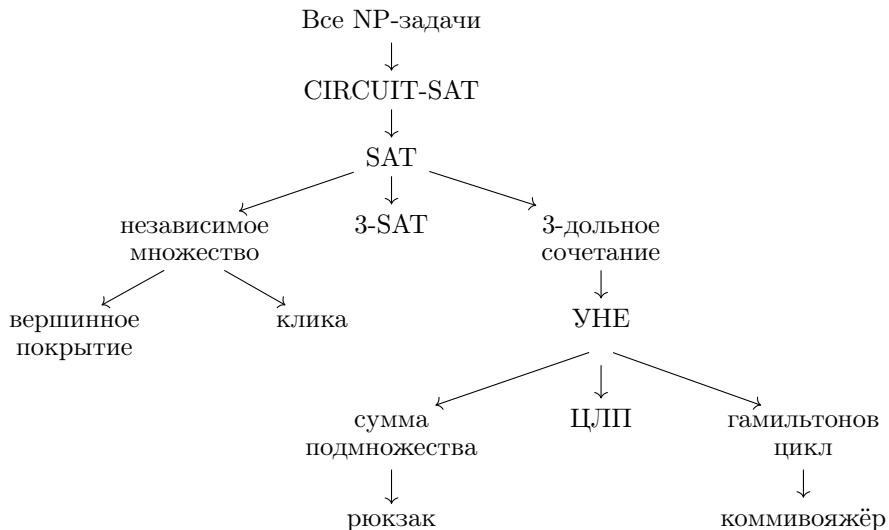 Все NP-задачи
CIRCUIT-SAT
SAT
независимое
множество
3-SAT
3-дольное
сочетание
вершинное
покрытие
клика
УНЕ
сумма
подмножества
ЦЛП
гамильтонов
цикл
рюкзак
коммивояжёр